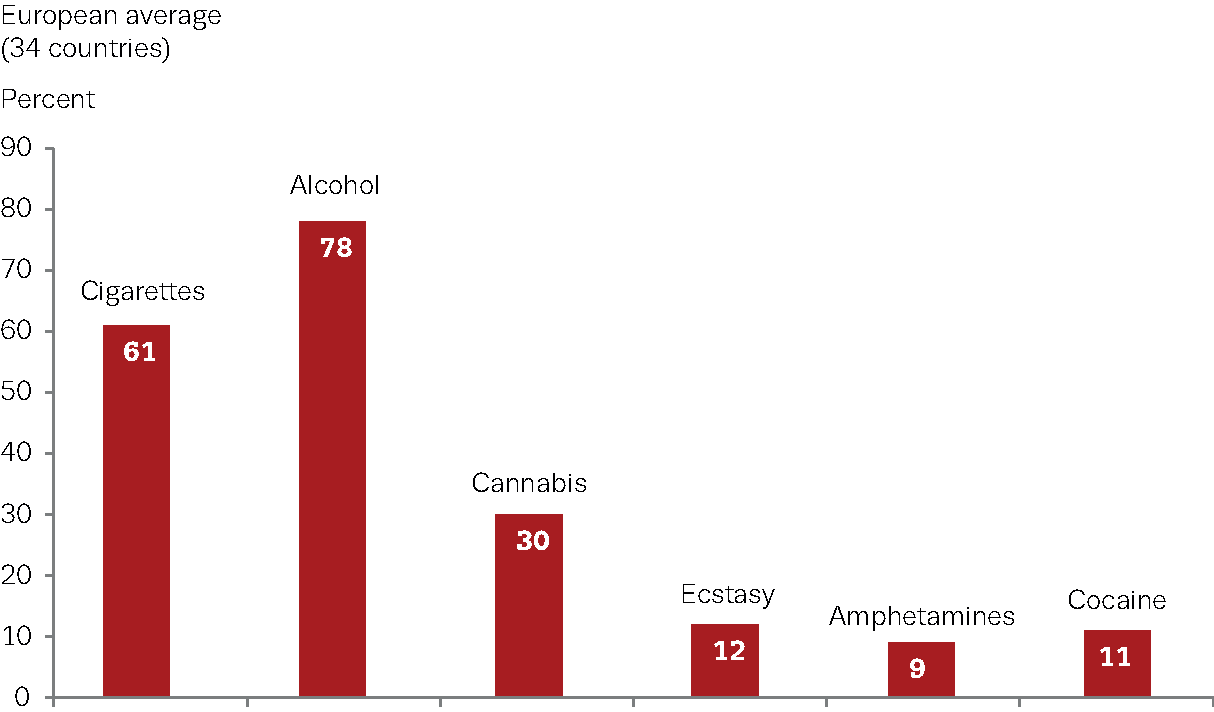 European average
(34 countries)
Percent
90
80
70
60
50
40
30
20
10
0
Cigarettes
61
Alcohol
78
Cannabis
30
Ecstasy
12
Amphetamines
9
Cocaine
11